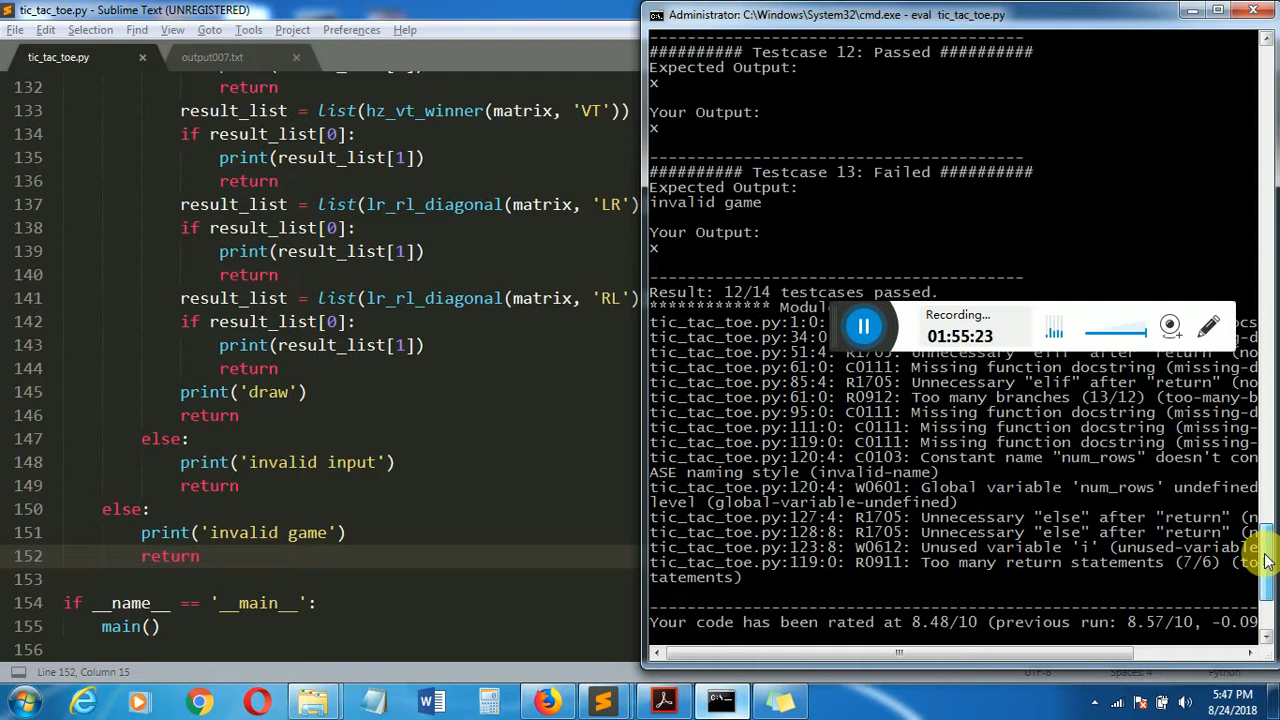 tic_tac_toe.py - Sublime Text (UNREGISTERED)
File Edit Selection Find View Goto Tools Project Preferences Help
tic_tac_toe.py × output007.txt ×
132 return
133 result_list = list(hz_vt_winner(matrix, 'VT'))
134 if result_list[0]:
135 print(result_list[1])
136 return
137 result_list = list(lr_rl_diagonal(matrix, 'LR')
138 if result_list[0]:
139 print(result_list[1])
140 return
141 result_list = list(lr_rl_diagonal(matrix, 'RL')
142 if result_list[0]:
143 print(result_list[1])
144 return
145 print('draw')
146 return
147 else:
148 print('invalid input')
149 return
150 else:
151 print('invalid game')
152 return
153
154 if __name__ == '__main__':
155 main()
156
Line 152, Column 15
UTF-8 Spaces: 4 Python
Administrator: C:\Windows\System32\cmd.exe - eval tic_tac_toe.py
----------------------------------------
########## Testcase 12: Passed ##########
Expected Output:
x
Your Output:
x
----------------------------------------
########## Testcase 13: Failed ##########
Expected Output:
invalid game
Your Output:
x
----------------------------------------
Result: 12/14 testcases passed.
************* Modul
tic_tac_toe.py:1:0:
tic_tac_toe.py:34:0:
tic_tac_toe.py:51:4: R1705: Unnecessary "elif" after "return" (no
tic_tac_toe.py:61:0: C0111: Missing function docstring (missing-d
tic_tac_toe.py:85:4: R1705: Unnecessary "elif" after "return" (no
tic_tac_toe.py:61:0: R0912: Too many branches (13/12) (too-many-b
tic_tac_toe.py:95:0: C0111: Missing function docstring (missing-d
tic_tac_toe.py:111:0: C0111: Missing function docstring (missing-
tic_tac_toe.py:119:0: C0111: Missing function docstring (missing-
tic_tac_toe.py:120:4: C0103: Constant name "num_rows" doesn't con
ASE naming style (invalid-name)
tic_tac_toe.py:120:4: W0601: Global variable 'num_rows' undefined
level (global-variable-undefined)
tic_tac_toe.py:127:4: R1705: Unnecessary "else" after "return" (n
tic_tac_toe.py:128:8: R1705: Unnecessary "else" after "return" (n
tic_tac_toe.py:123:8: W0612: Unused variable 'i' (unused-variable
tic_tac_toe.py:119:0: R0911: Too many return statements (7/6) (to
tatements)
Your code has been rated at 8.48/10 (previous run: 8.57/10, -0.09
Recording...
01:55:23
5:47 PM
8/24/2018